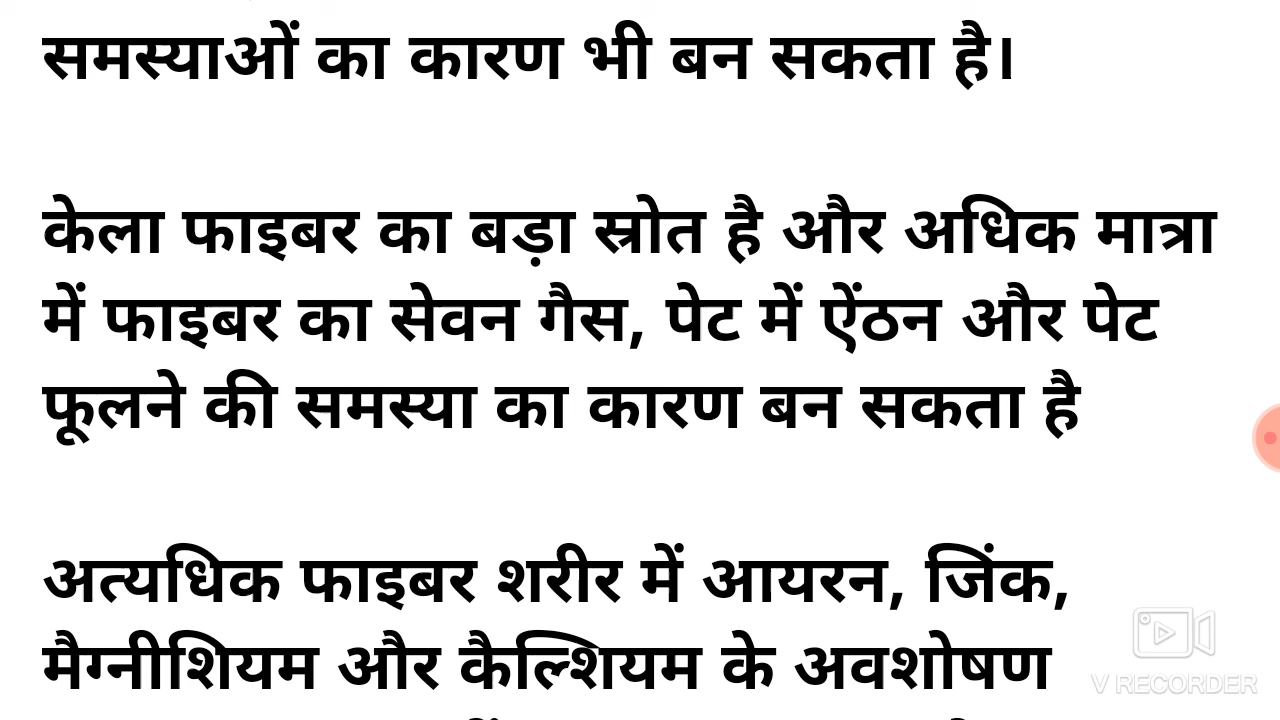 समस्याओं का कारण भी बन सकता है।
केला फाइबर का बड़ा स्रोत है और अधिक मात्रा
में फाइबर का सेवन गैस, पेट में ऐंठन और पेट
फूलने की समस्या का कारण बन सकता है
अत्यधिक फाइबर शरीर में आयरन, जिंक,
मैग्नीशियम और कैल्शियम के अवशोषण
V RECORDER